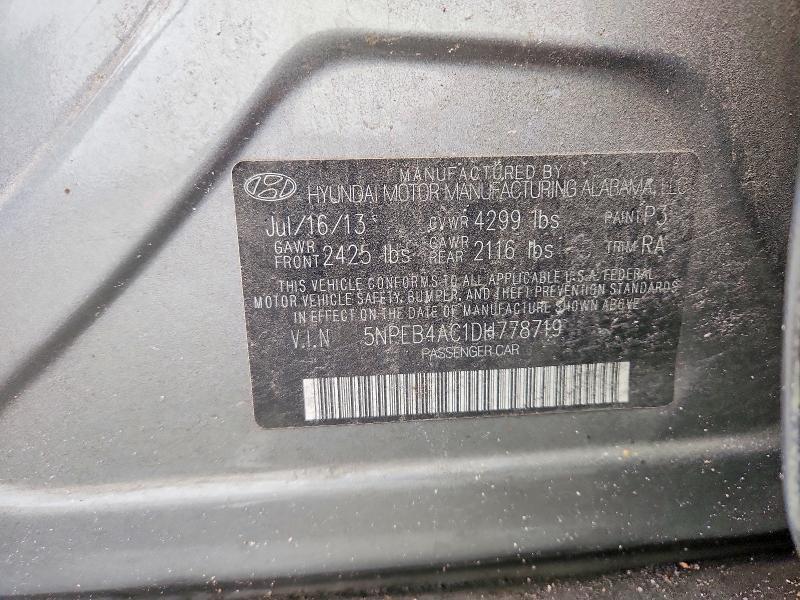 MANUFACTURED BY
HYUNDAI MOTOR MANUFACTURING ALABAMA, LLC
Jul/16/13 GVWR 4299 lbs PAINT P3
GAWR FRONT 2425 lbs GAWR REAR 2116 lbs TRIM RA
THIS VEHICLE CONFORMS TO ALL APPLICABLE U.S.A. FEDERAL
MOTOR VEHICLE SAFETY, BUMPER, AND THEFT PREVENTION STANDARDS
IN EFFECT ON THE DATE OF MANUFACTURE SHOWN ABOVE
V.I.N 5NPEB4AC1DH778719
PASSENGER CAR